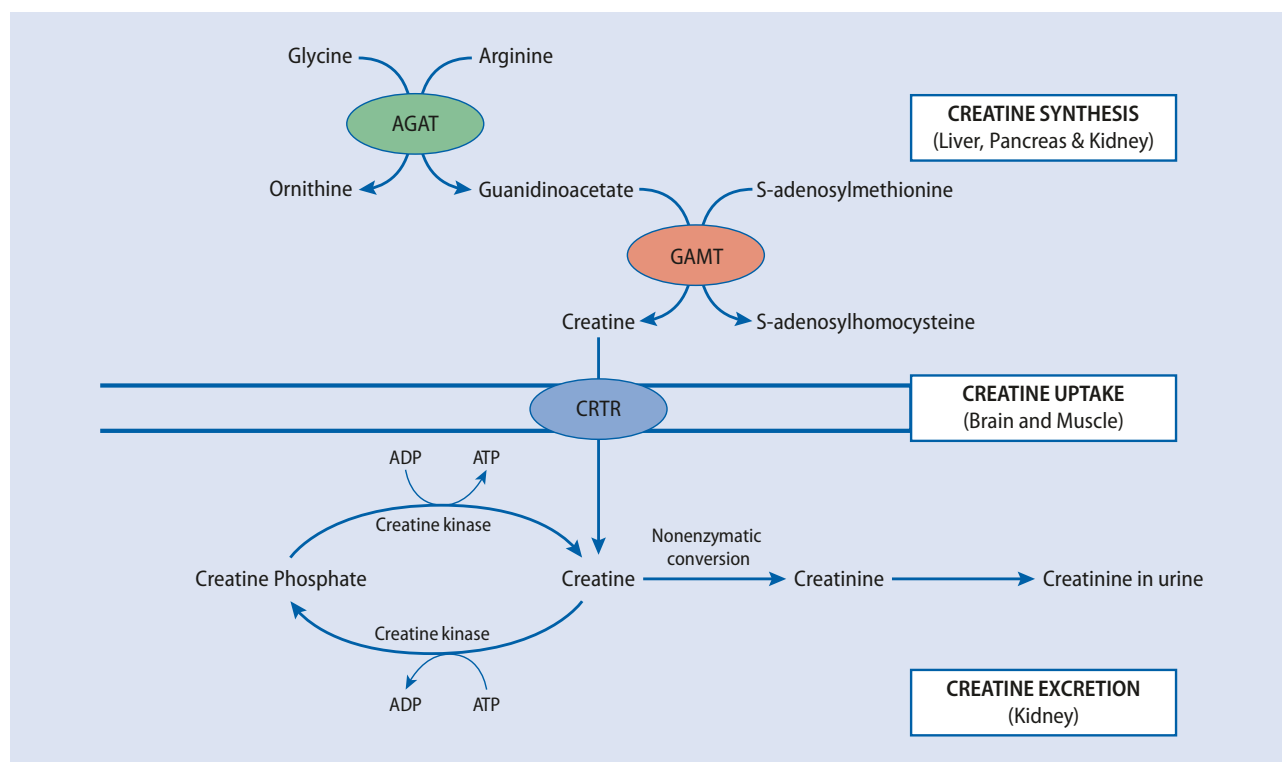 Glycine
Arginine
AGAT
CREATINE SYNTHESIS
(Liver, Pancreas & Kidney)
Ornithine
Guanidinoacetate
S-adenosylmethionine
GAMT
Creatine
S-adenosylhomocysteine
CRTR
CREATINE UPTAKE
(Brain and Muscle)
ADP
ATP
Creatine kinase
Nonenzymatic
conversion
Creatine Phosphate
Creatine
Creatinine
Creatinine in urine
Creatine kinase
ADP
ATP
CREATINE EXCRETION
(Kidney)